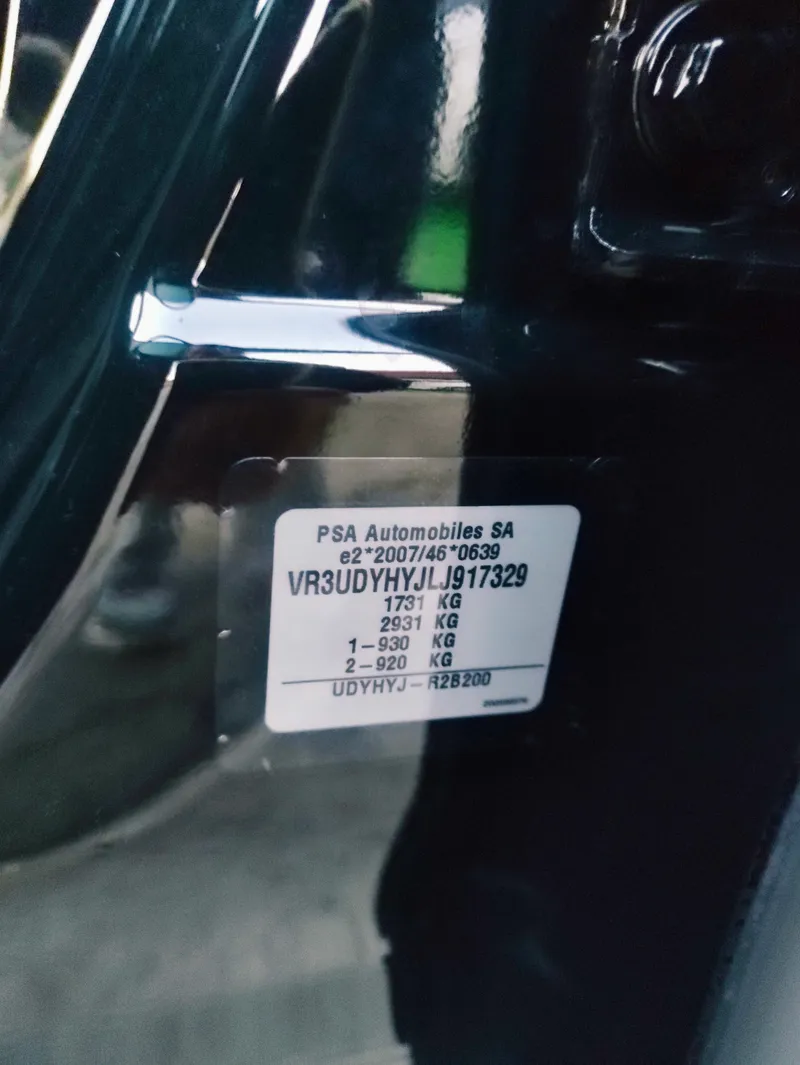 PSA Automobiles SA
e2*2007/46*0639
VR3UDYHYJLJ917329
1731 KG
2931 KG
1-930 KG
2-920 KG
UDYHYJ-R2B200